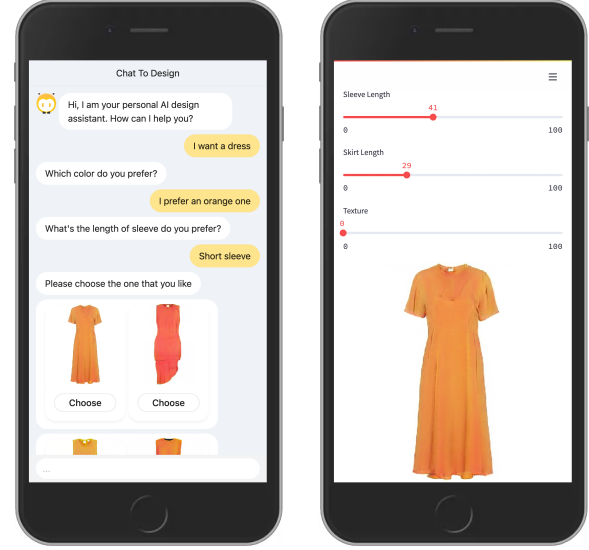 Chat To Design
Hi, I am your personal AI design
assistant. How can I help you?
I want a dress
Which color do you prefer?
I prefer an orange one
What's the length of sleeve do you prefer?
Short sleeve
Please choose the one that you like
Choose
Choose
...
Sleeve Length
41
0 100
Skirt Length
29
0 100
Texture
0
0 100